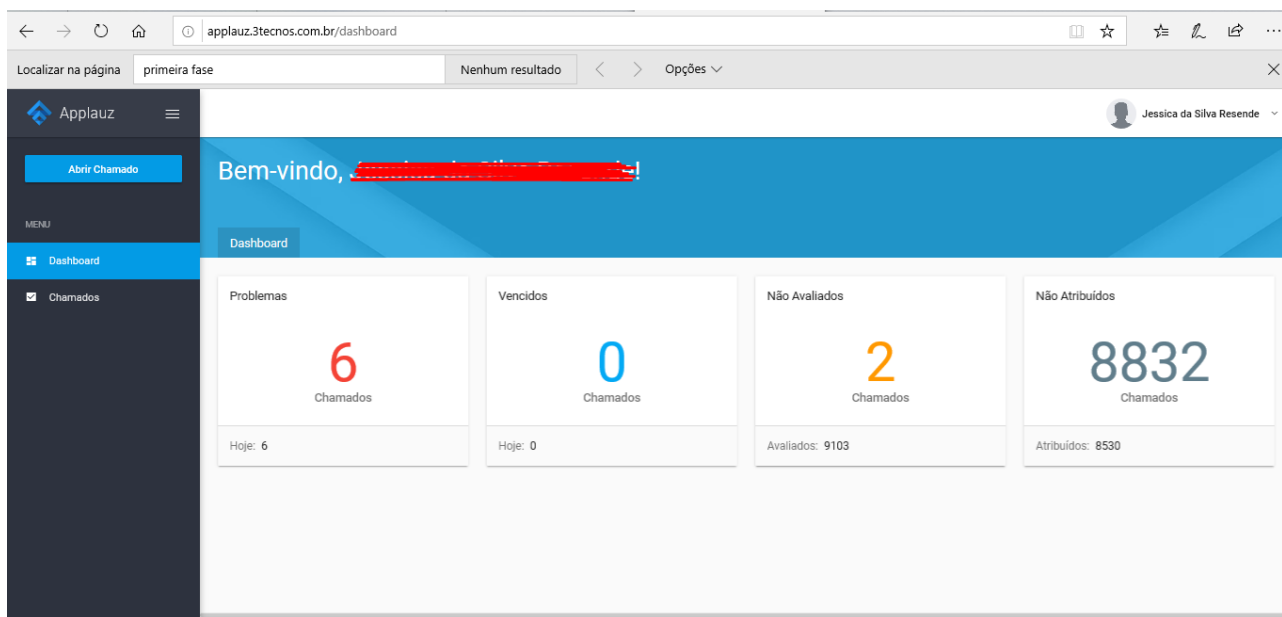 applauz.3tecnos.com.br/dashboard
Localizar na página primeira fase Nenhum resultado Opções
Applauz
Jessica da Silva Resende
Abrir Chamado
Bem-vindo, !
MENU
Dashboard
Dashboard
Chamados
Problemas
6
Chamados
Hoje: 6
Vencidos
0
Chamados
Hoje: 0
Não Avaliados
2
Chamados
Avaliados: 9103
Não Atribuídos
8832
Chamados
Atribuídos: 8530